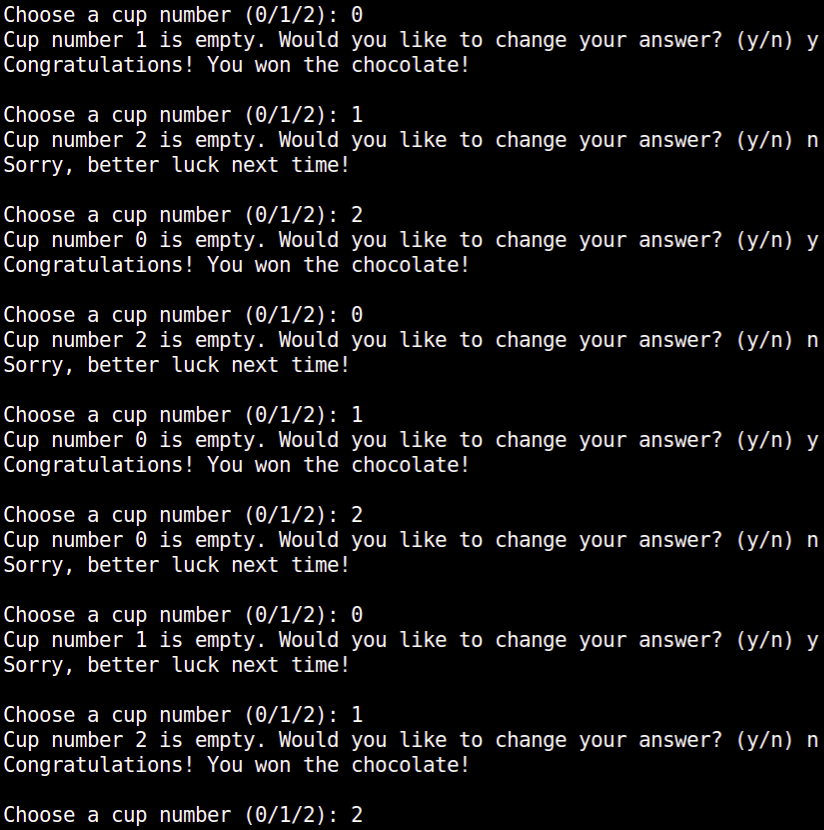 Choose a cup number (0/1/2): 0
Cup number 1 is empty. Would you like to change your answer? (y/n) y
Congratulations! You won the chocolate!

Choose a cup number (0/1/2): 1
Cup number 2 is empty. Would you like to change your answer? (y/n) n
Sorry, better luck next time!

Choose a cup number (0/1/2): 2
Cup number 0 is empty. Would you like to change your answer? (y/n) y
Congratulations! You won the chocolate!

Choose a cup number (0/1/2): 0
Cup number 2 is empty. Would you like to change your answer? (y/n) n
Sorry, better luck next time!

Choose a cup number (0/1/2): 1
Cup number 0 is empty. Would you like to change your answer? (y/n) y
Congratulations! You won the chocolate!

Choose a cup number (0/1/2): 2
Cup number 0 is empty. Would you like to change your answer? (y/n) n
Sorry, better luck next time!

Choose a cup number (0/1/2): 0
Cup number 1 is empty. Would you like to change your answer? (y/n) y
Sorry, better luck next time!

Choose a cup number (0/1/2): 1
Cup number 2 is empty. Would you like to change your answer? (y/n) n
Congratulations! You won the chocolate!

Choose a cup number (0/1/2): 2